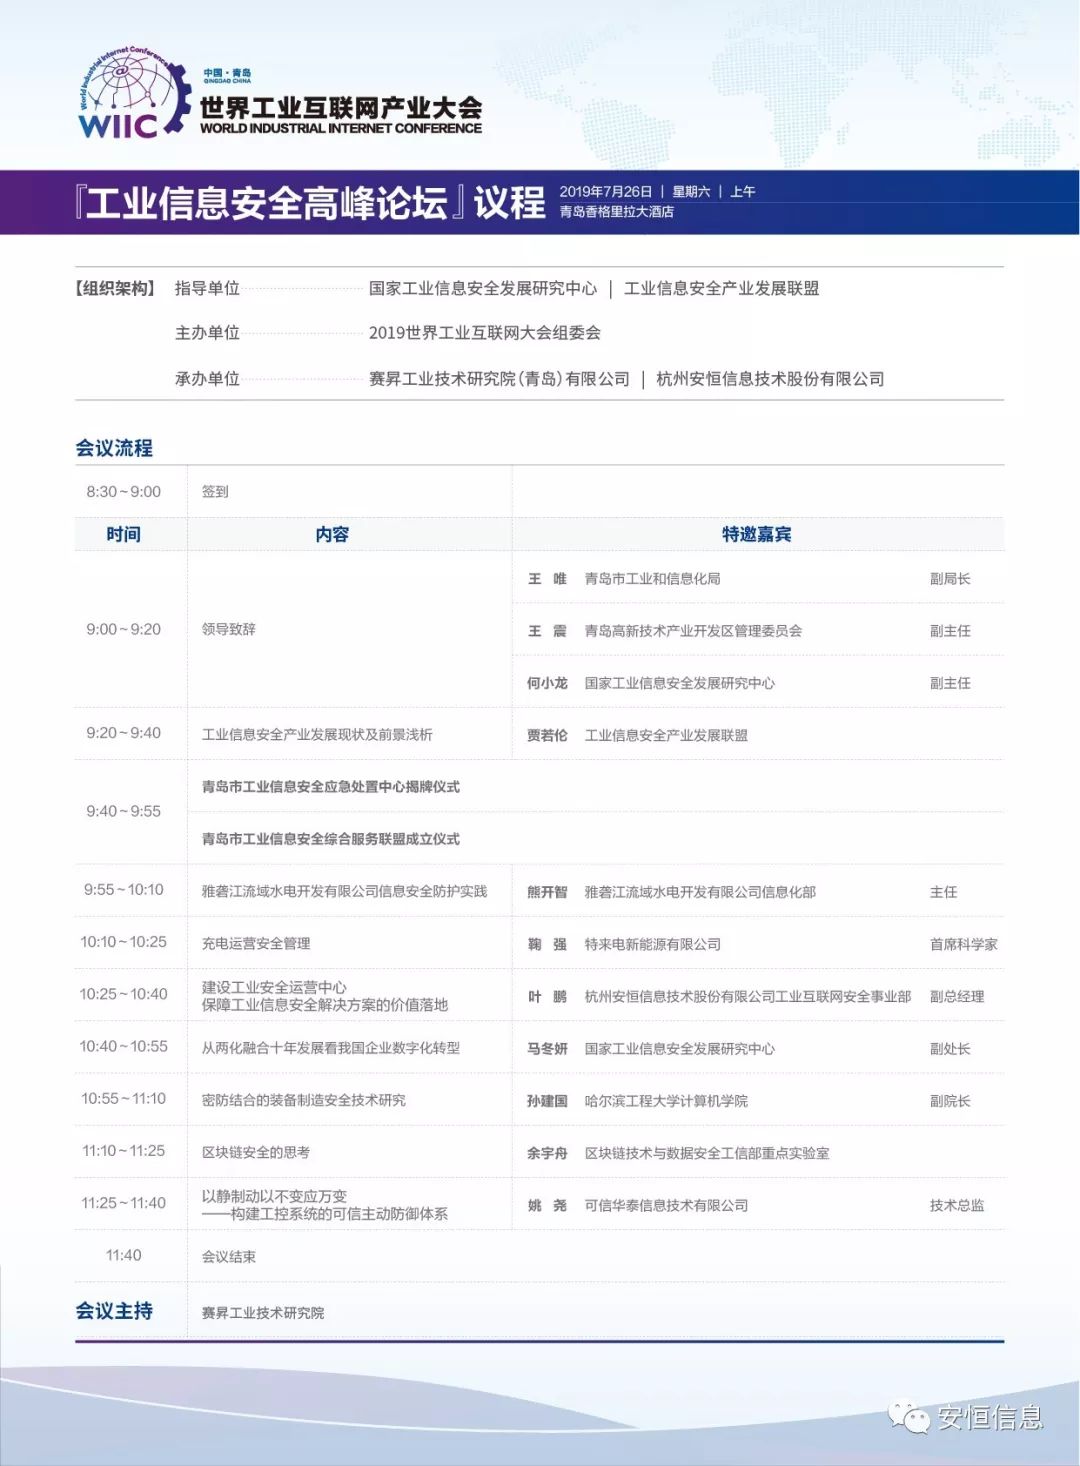 World Industrial Internet Conference
WIIC
中国·青岛
QINGDAO CHINA
世界工业互联网产业大会
WORLD INDUSTRIAL INTERNET CONFERENCE
『工业信息安全高峰论坛』议程
2019年7月26日 | 星期六 | 上午
青岛香格里拉大酒店
【组织架构】 指导单位 国家工业信息安全发展研究中心 | 工业信息安全产业发展联盟
主办单位 2019世界工业互联网大会组委会
承办单位 赛昇工业技术研究院(青岛)有限公司 | 杭州安恒信息技术股份有限公司
会议流程
8:30~9:00 签到
时间 内容 特邀嘉宾
9:00~9:20 领导致辞
王 唯 青岛市工业和信息化局 副局长
王 震 青岛高新技术产业开发区管理委员会 副主任
何小龙 国家工业信息安全发展研究中心 副主任
9:20~9:40 工业信息安全产业发展现状及前景浅析 贾若伦 工业信息安全产业发展联盟
9:40~9:55
青岛市工业信息安全应急处置中心揭牌仪式
青岛市工业信息安全综合服务联盟成立仪式
9:55~10:10 雅砻江流域水电开发有限公司信息安全防护实践 熊开智 雅砻江流域水电开发有限公司信息化部 主任
10:10~10:25 充电运营安全管理 鞠 强 特来电新能源有限公司 首席科学家
10:25~10:40 建设工业安全运营中心
保障工业信息安全解决方案的价值落地 叶 鹏 杭州安恒信息技术股份有限公司工业互联网安全事业部 副总经理
10:40~10:55 从两化融合十年发展看我国企业数字化转型 马冬妍 国家工业信息安全发展研究中心 副处长
10:55~11:10 密防结合的装备制造安全技术研究 孙建国 哈尔滨工程大学计算机学院 副院长
11:10~11:25 区块链安全的思考 余宇舟 区块链技术与数据安全工信部重点实验室
11:25~11:40 以静制动以不变应万变
——构建工控系统的可信主动防御体系 姚 尧 可信华泰信息技术有限公司 技术总监
11:40 会议结束
会议主持 赛昇工业技术研究院
安恒信息